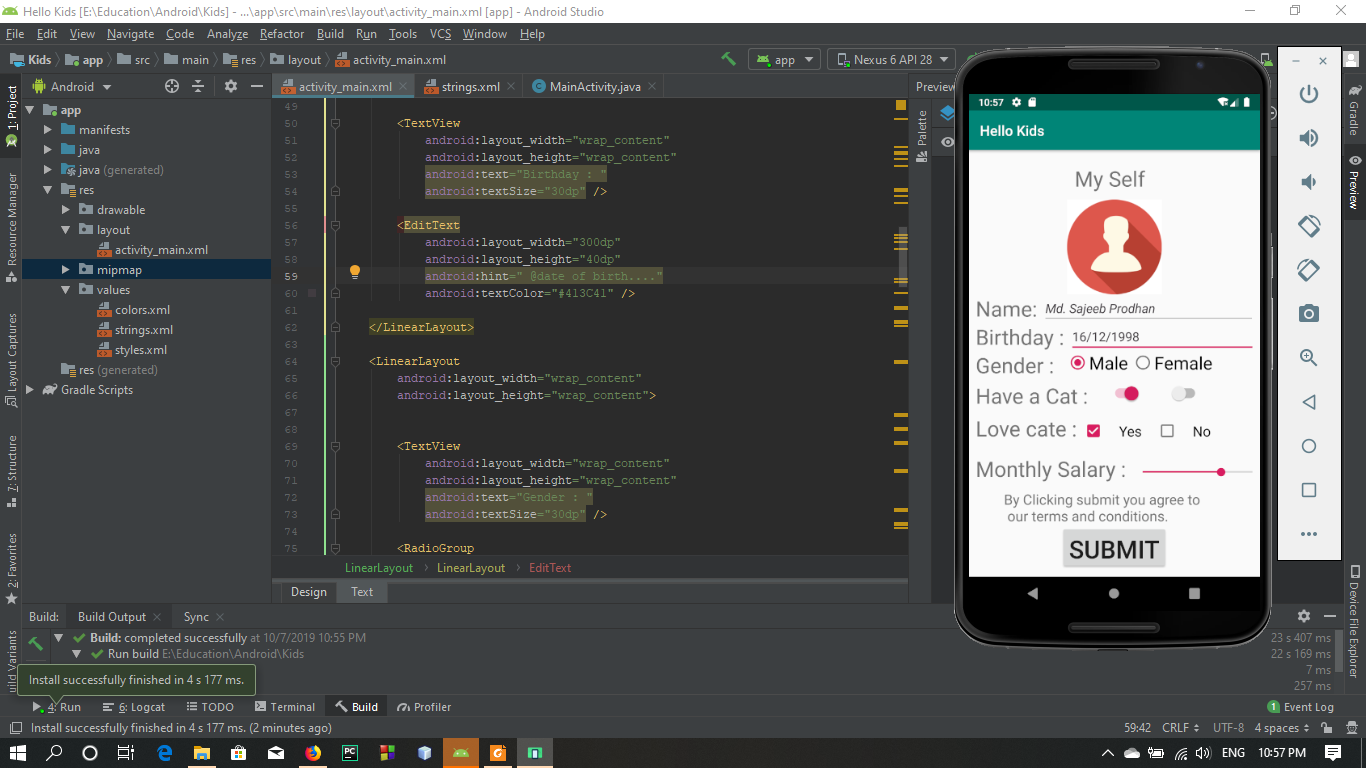 Hello Kids [E:\Education\Android\Kids] - ...\app\src\main\res\layout\activity_main.xml [app] - Android Studio
File Edit View Navigate Code Analyze Refactor Build Run Tools VCS Window Help
Kids app src main res layout activity_main.xml app Nexus 6 API 28
1: Project
Resource Manager
Layout Captures
7: Structure
2: Favorites
Build Variants
Android
app
manifests
java
java (generated)
res
drawable
layout
activity_main.xml
mipmap
values
colors.xml
strings.xml
styles.xml
res (generated)
Gradle Scripts
activity_main.xml strings.xml MainActivity.java
49
50 <TextView
51 android:layout_width="wrap_content"
52 android:layout_height="wrap_content"
53 android:text="Birthday : "
54 android:textSize="30dp" />
55
56 <EditText
57 android:layout_width="300dp"
58 android:layout_height="40dp"
59 android:hint=" @date of birth...."
60 android:textColor="#413C41" />
61
62 </LinearLayout>
63
64 <LinearLayout
65 android:layout_width="wrap_content"
66 android:layout_height="wrap_content">
67
68
69 <TextView
70 android:layout_width="wrap_content"
71 android:layout_height="wrap_content"
72 android:text="Gender : "
73 android:textSize="30dp" />
74
75 <RadioGroup
LinearLayout LinearLayout EditText
Design Text
Preview
Palette
10:57
Hello Kids
My Self
Name: Md. Sajeeb Prodhan
Birthday : 16/12/1998
Gender : Male Female
Have a Cat :
Love cate : Yes No
Monthly Salary :
By Clicking submit you agree to
our terms and conditions.
SUBMIT
Gradle
Preview
Device File Explorer
Build: Build Output Sync
Build: completed successfully at 10/7/2019 10:55 PM 23 s 407 ms
Run build E:\Education\Android\Kids 22 s 169 ms
7 ms
257 ms
Install successfully finished in 4 s 177 ms.
4: Run 6: Logcat TODO Terminal Build Profiler 1 Event Log
Install successfully finished in 4 s 177 ms. (2 minutes ago) 59:42 CRLF UTF-8 4 spaces
PC ENG 10:57 PM